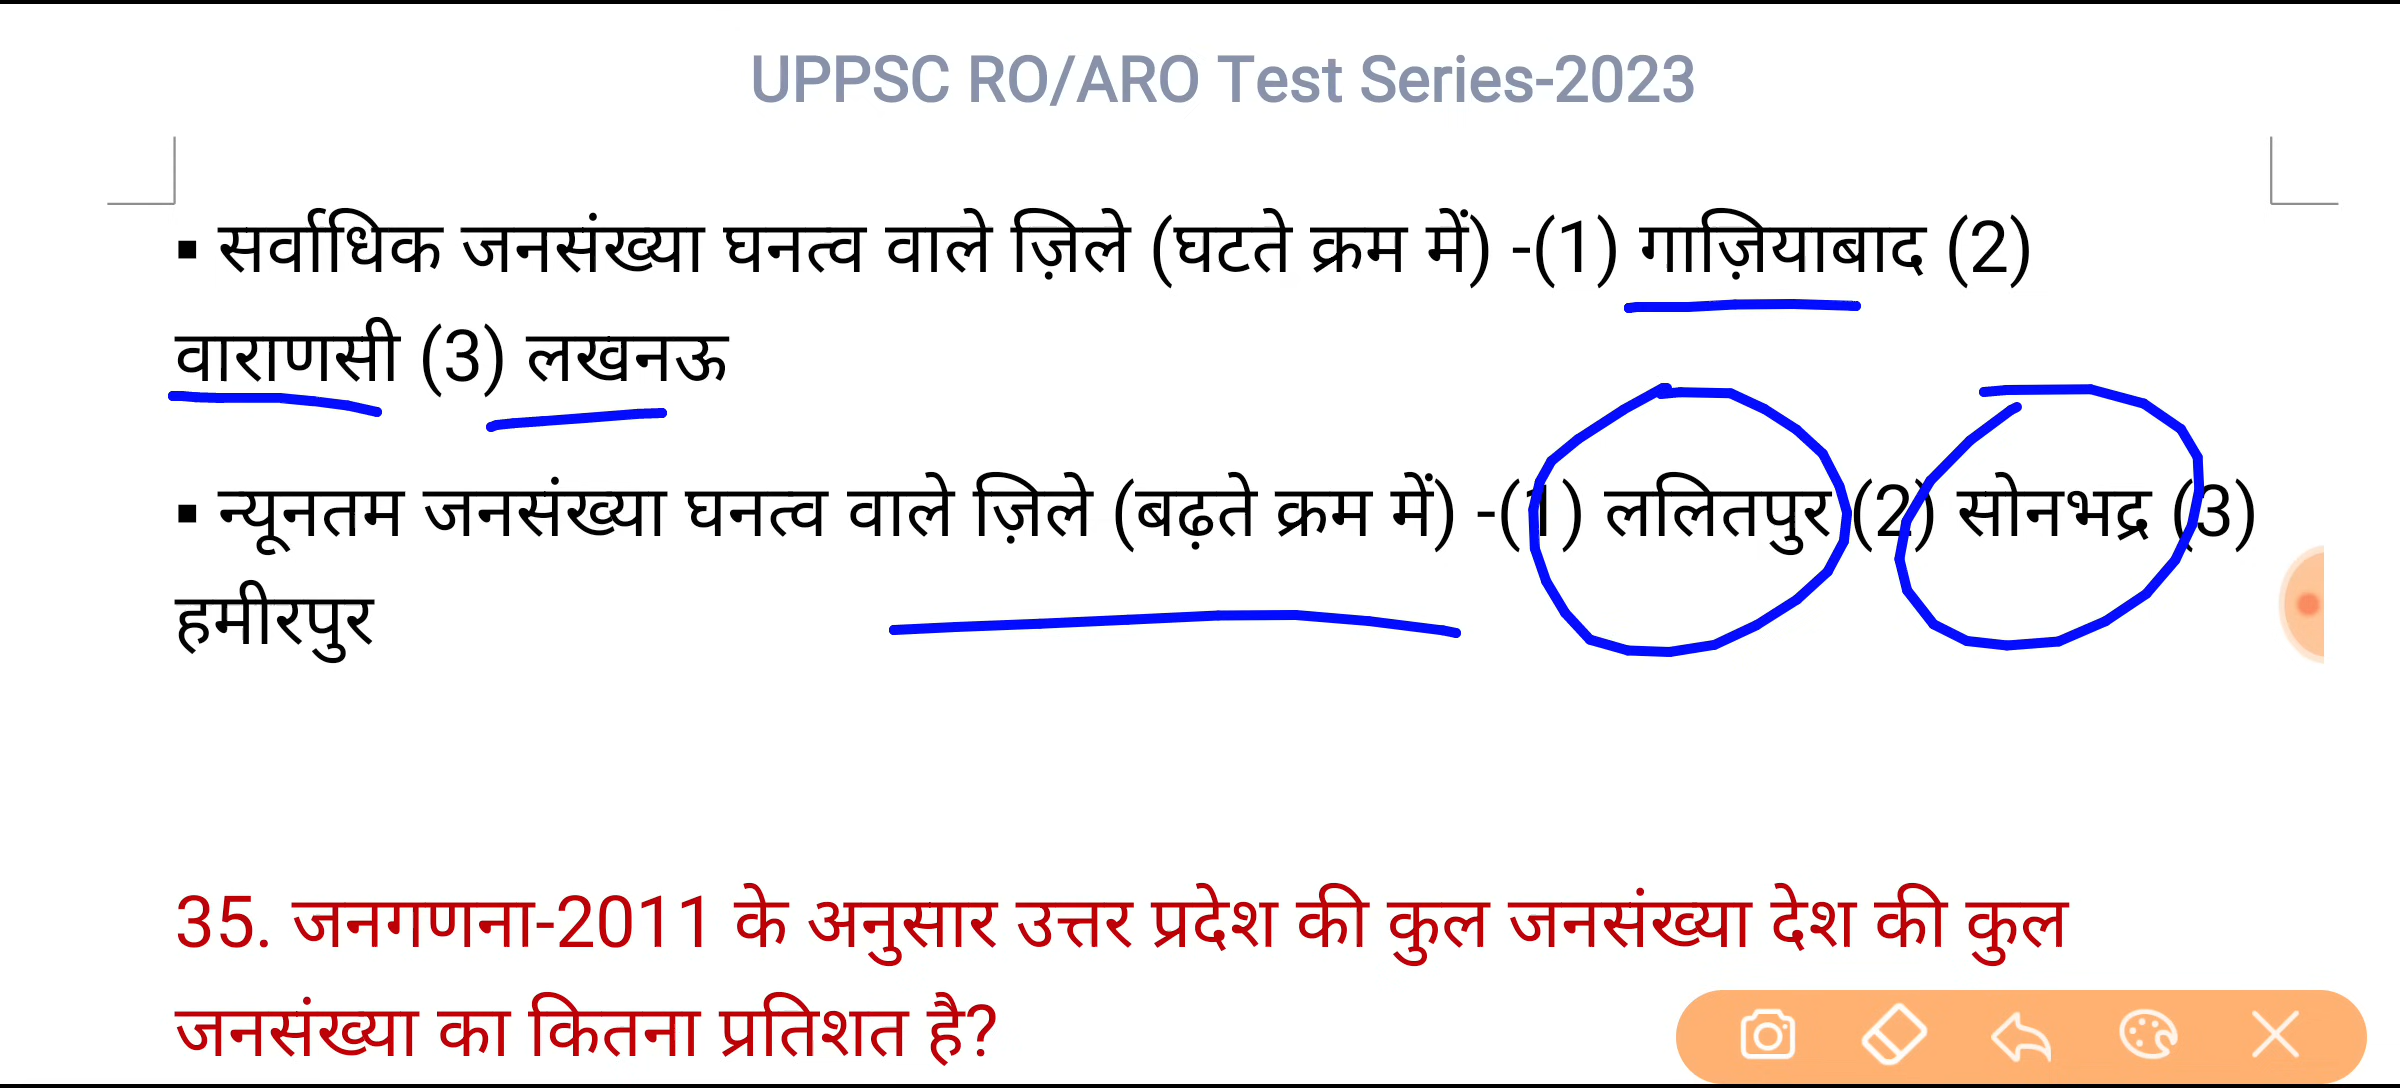 UPPSC RO/ARO Test Series-2023
▪ सर्वाधिक जनसंख्या घनत्व वाले ज़िले (घटते क्रम में) -(1) गाज़ियाबाद (2)
वाराणसी (3) लखनऊ
▪ न्यूनतम जनसंख्या घनत्व वाले ज़िले (बढ़ते क्रम में) -(1) ललितपुर (2) सोनभद्र (3)
हमीरपुर
35. जनगणना-2011 के अनुसार उत्तर प्रदेश की कुल जनसंख्या देश की कुल
जनसंख्या का कितना प्रतिशत है?